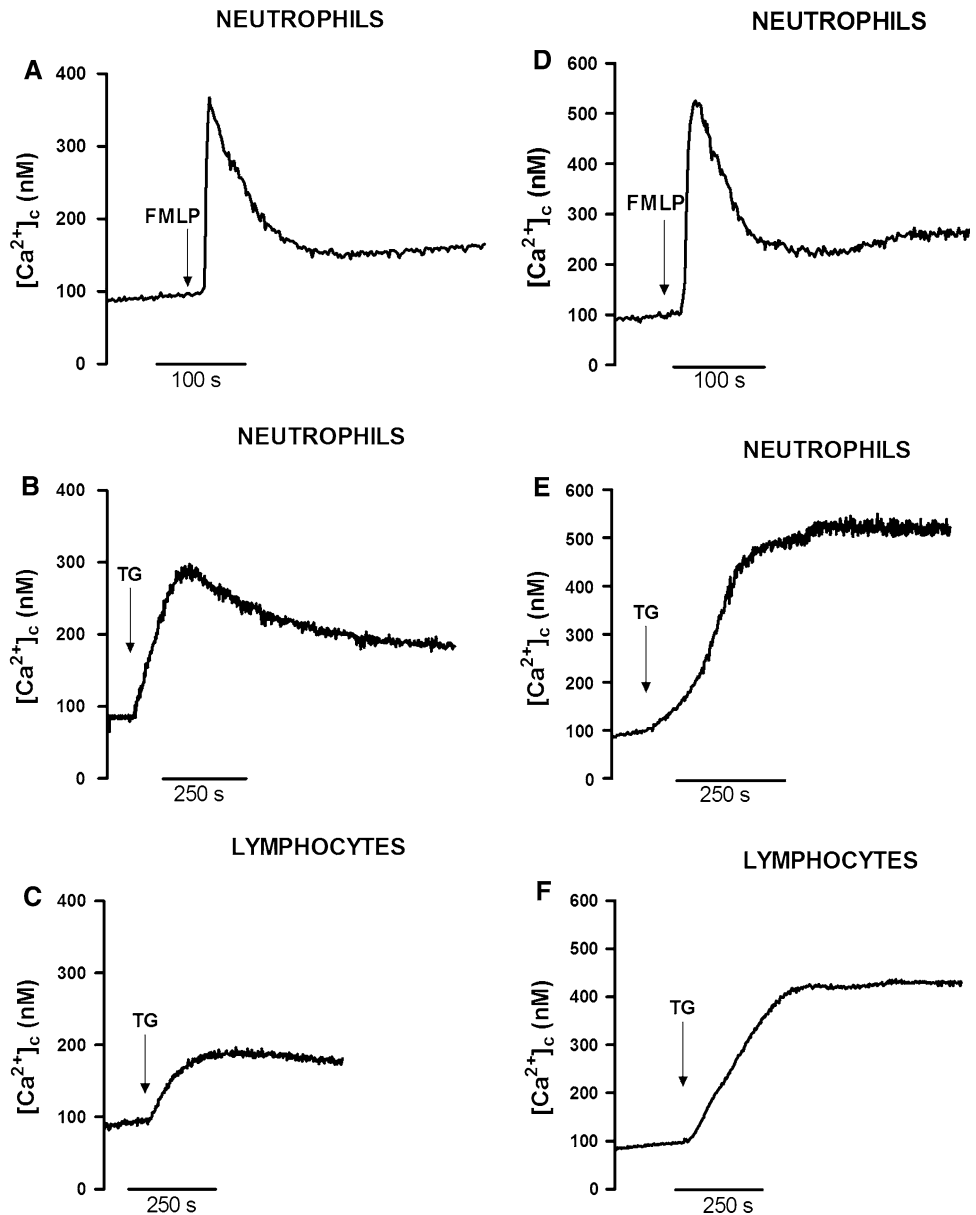 NEUTROPHILS
A
400
300
200
100
0
[Ca2+]c (nM)
FMLP
100 s
NEUTROPHILS
D
600
500
400
300
200
100
0
[Ca2+]c (nM)
FMLP
100 s
NEUTROPHILS
B
400
300
200
100
0
[Ca2+]c (nM)
TG
250 s
NEUTROPHILS
E
600
500
400
300
200
100
0
[Ca2+]c (nM)
TG
250 s
LYMPHOCYTES
C
400
300
200
100
0
[Ca2+]c (nM)
TG
250 s
LYMPHOCYTES
F
600
500
400
300
200
100
0
[Ca2+]c (nM)
TG
250 s